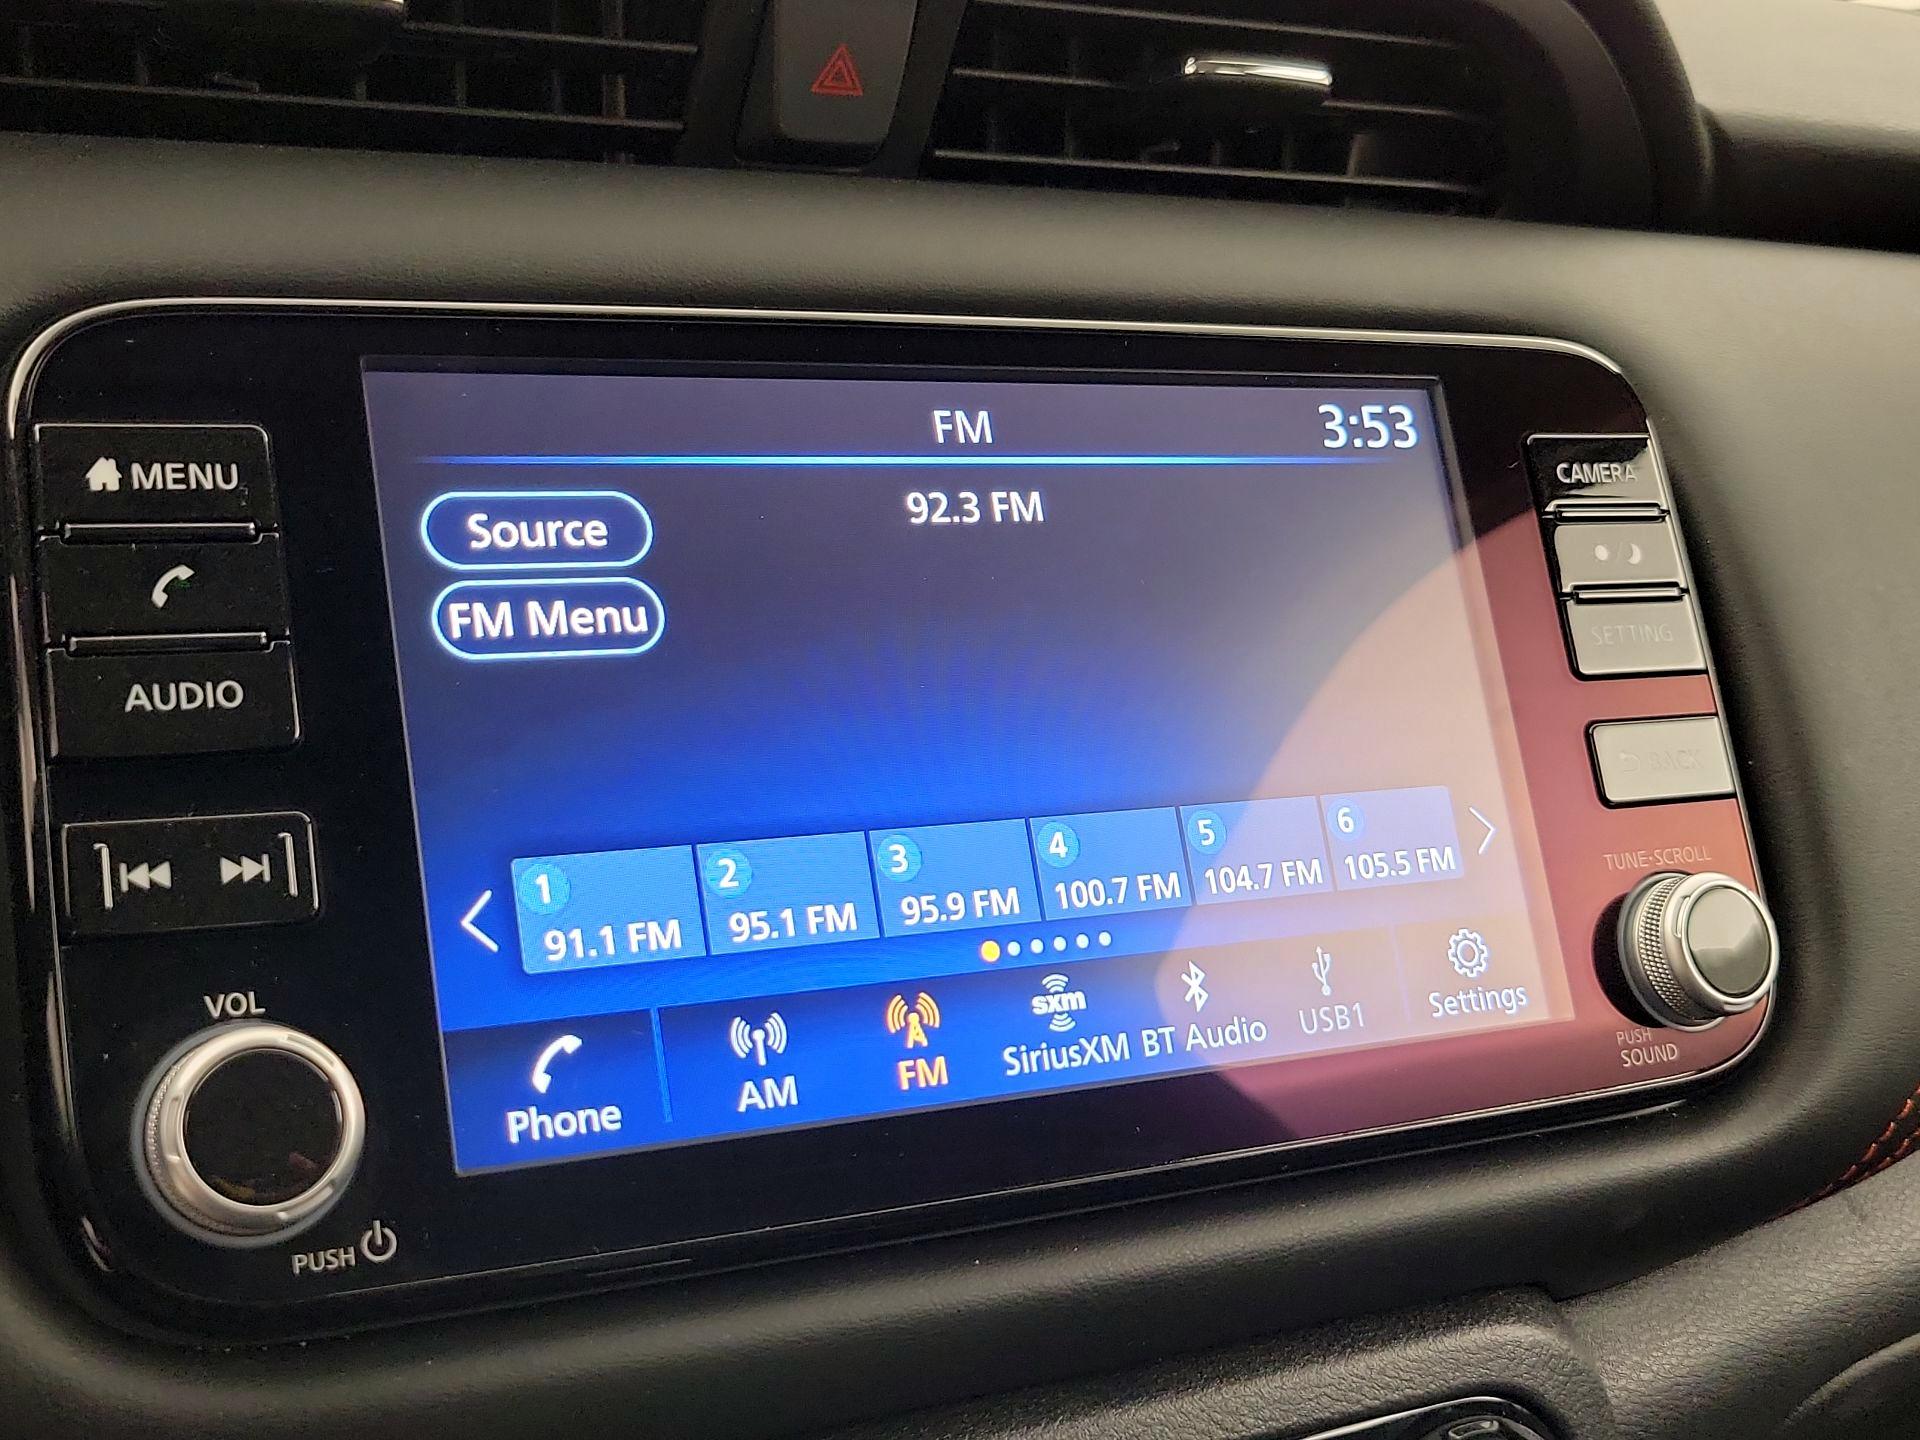 FM
3:53
MENU
AUDIO
VOL
PUSH
Source
FM Menu
92.3 FM
1
91.1 FM
2
95.1 FM
3
95.9 FM
4
100.7 FM
5
104.7 FM
6
105.5 FM
Phone
AM
FM
sxm
SiriusXM
BT Audio
USB1
Settings
CAMERA
SETTING
BACK
TUNE·SCROLL
PUSH
SOUND